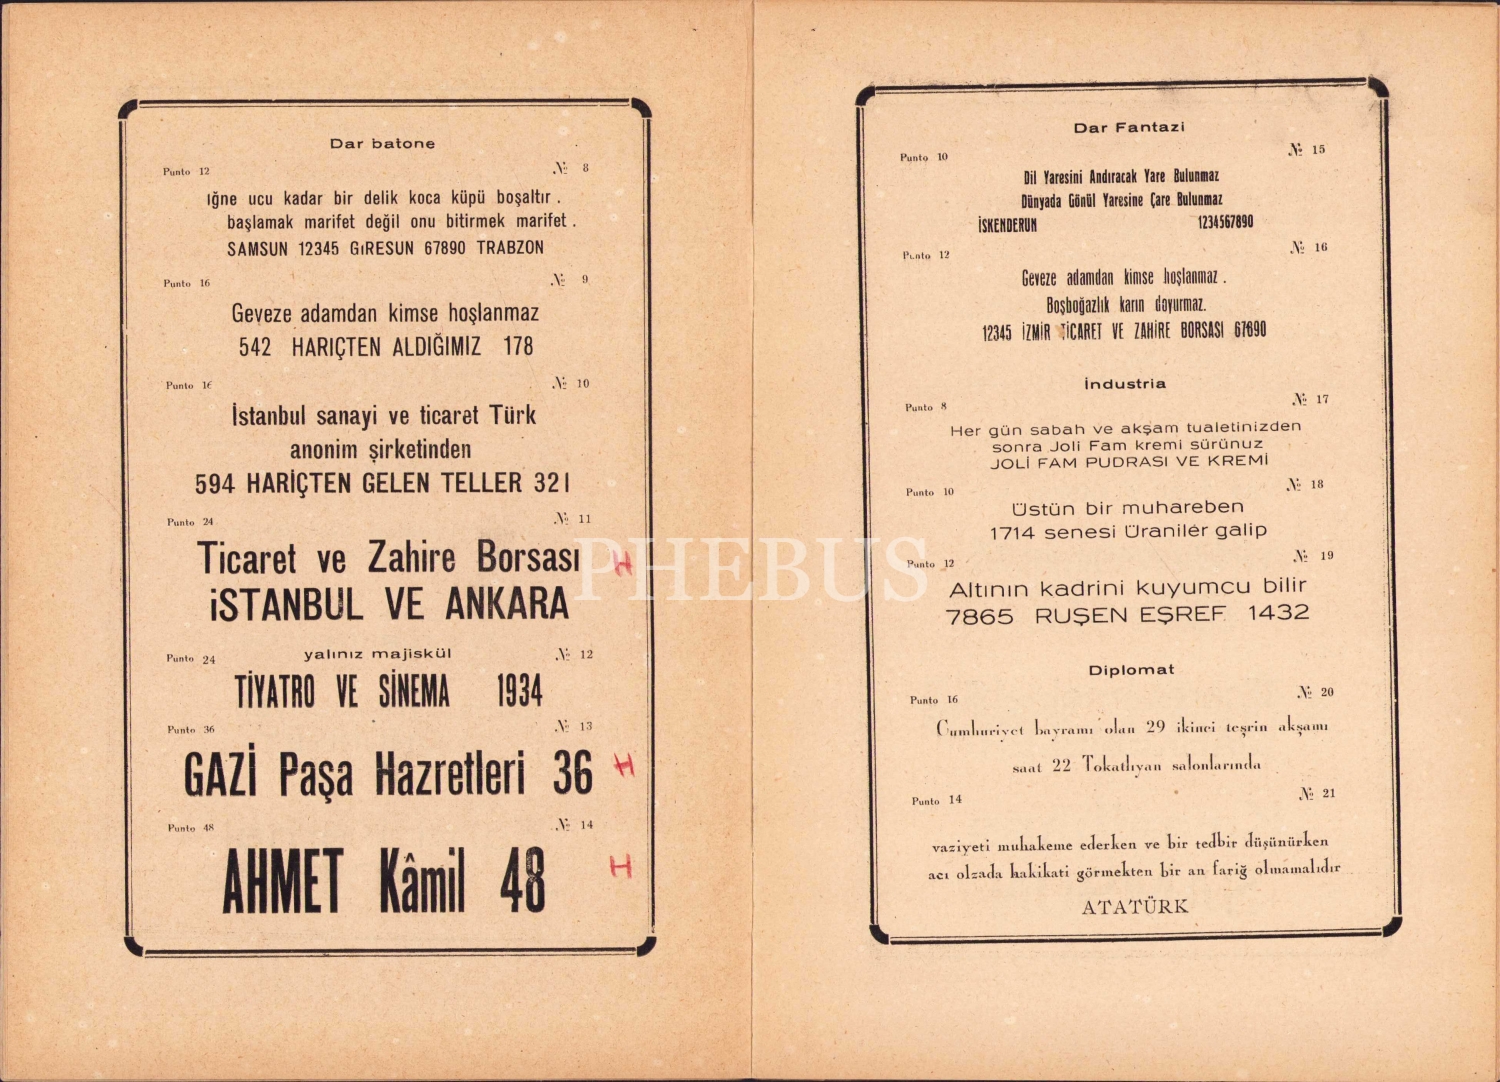 Dar batone
Punto 12 № 8
ığne ucu kadar bir delik koca küpü boşaltır .
başlamak marifet değil onu bitirmek marifet .
SAMSUN 12345 GıRESUN 67890 TRABZON
Punto 16 № 9
Geveze adamdan kimse hoşlanmaz
542 HARIÇTEN ALDIĞIMIZ 178
Punto 16 № 10
İstanbul sanayi ve ticaret Türk
anonim şirketinden
594 HARİÇTEN GELEN TELLER 321
Punto 24 № 11
Ticaret ve Zahire Borsası H
İSTANBUL VE ANKARA
Punto 24 yalınız majiskül № 12
TİYATRO VE SİNEMA 1934
Punto 36 № 13
GAZİ Paşa Hazretleri 36 H
Punto 48 № 14
AHMET Kâmil 48 H
PHEBUS
Dar Fantazi
Punto 10 № 15
Dil Yaresini Andıracak Yare Bulunmaz
Dünyada Gönül Yaresine Çare Bulunmaz
İSKENDERUN 1234567890
Punto 12 № 16
Geveze adamdan kimse hoşlanmaz .
Boşboğazlık karın doyurmaz.
12345 İZMİR TİCARET VE ZAHİRE BORSASI 67890
İndustria
Punto 8 № 17
Her gün sabah ve akşam tualetinizden
sonra Joli Fam kremi sürünuz
JOLİ FAM PUDRASI VE KREMİ
Punto 10 № 18
Üstün bir muhareben
1714 senesi Üraniler galip
Punto 12 № 19
Altının kadrini kuyumcu bilir
7865 RUŞEN EŞREF 1432
Diplomat
Punto 16 № 20
Cumhuriyet bayramı olan 29 ikinci teşrin akşamı
saat 22 Tokatlıyan salonlarında
Punto 14 № 21
vaziyeti muhakeme ederken ve bir tedbir düşünürken
acı olzada hakikati görmekten bir an fariğ olmamalıdır
ATATÜRK